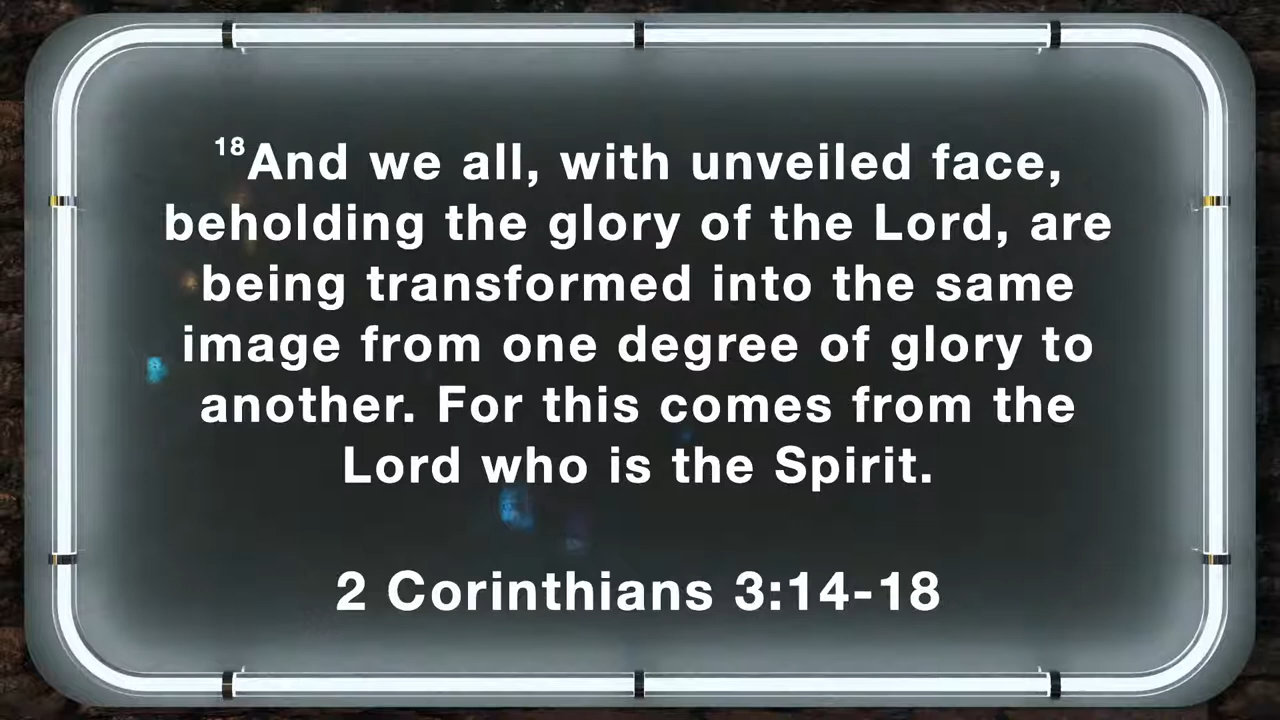 ¹⁸And we all, with unveiled face,
beholding the glory of the Lord, are
being transformed into the same
image from one degree of glory to
another. For this comes from the
Lord who is the Spirit.
2 Corinthians 3:14-18